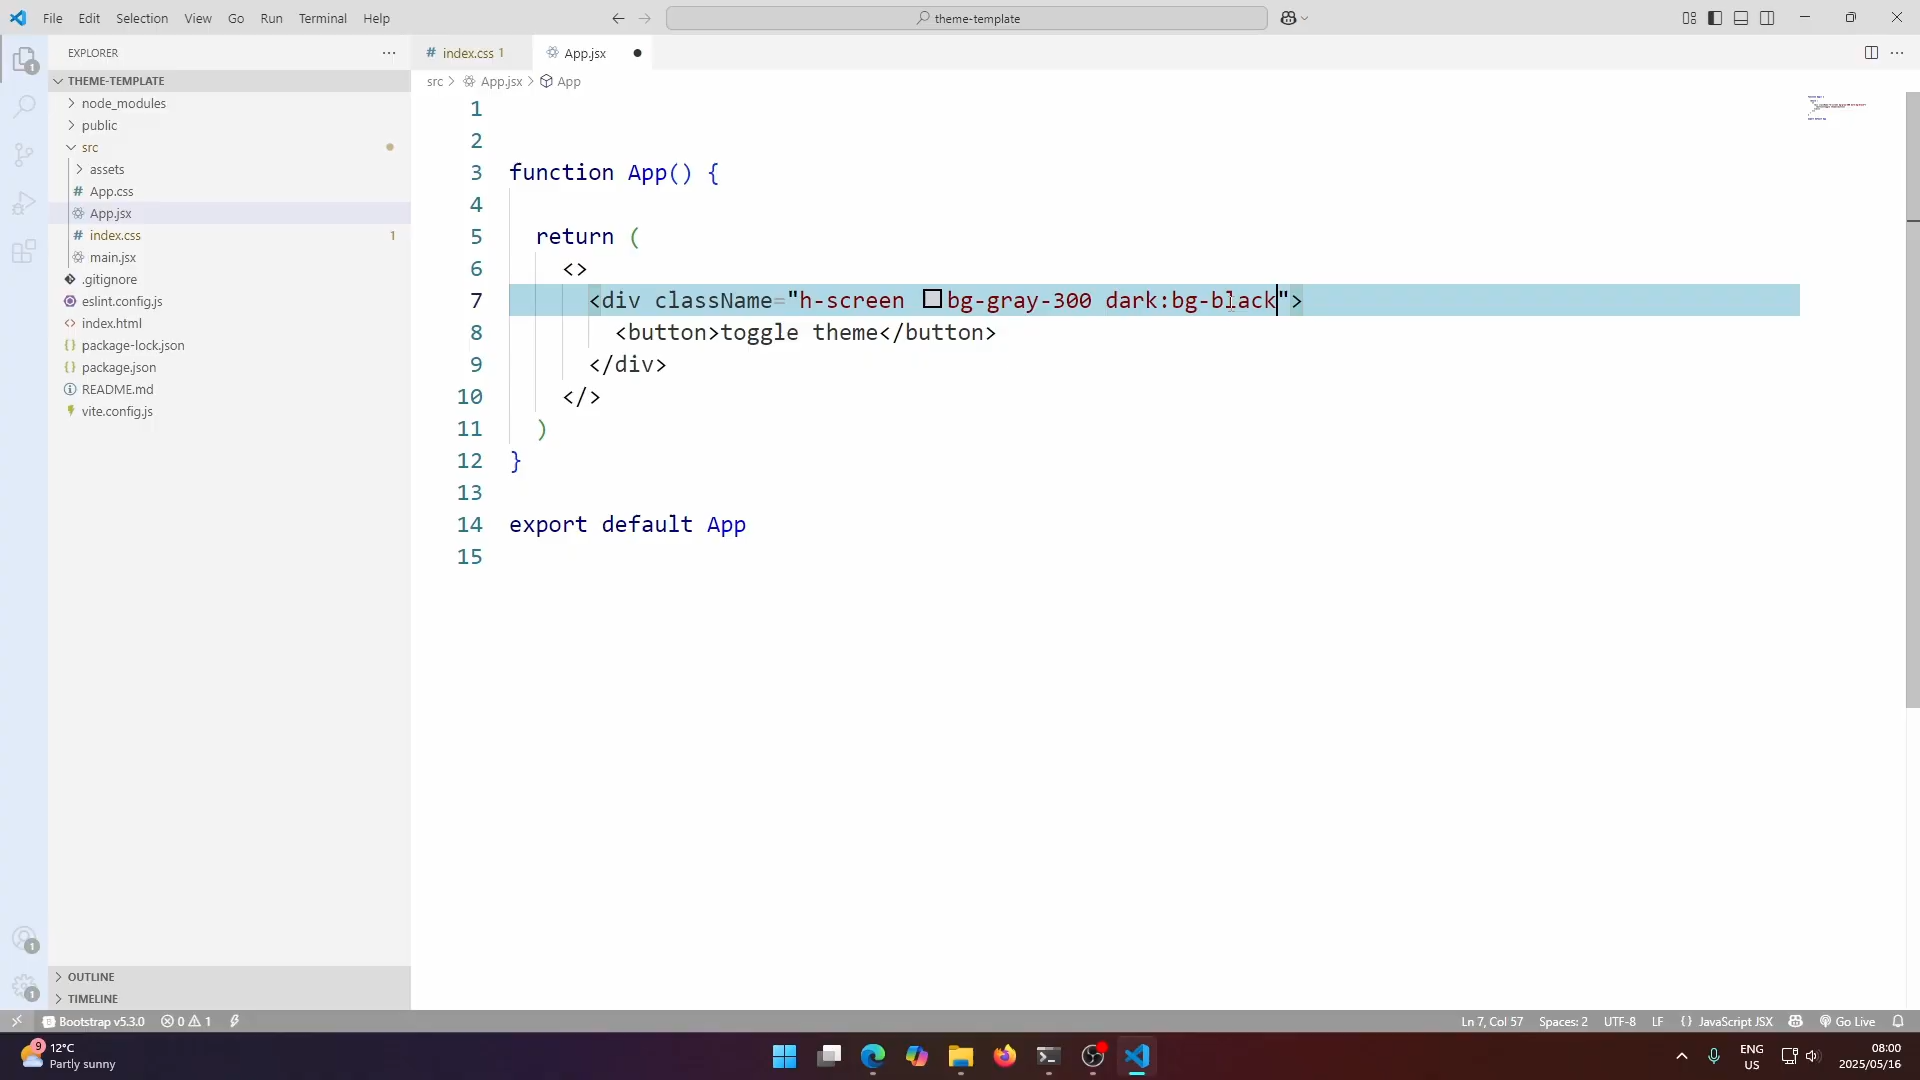 File Edit Selection View Go Run Terminal Help
theme-template
EXPLORER
THEME-TEMPLATE
node_modules
public
src
assets
App.css
App.jsx
index.css 1
main.jsx
.gitignore
eslint.config.js
index.html
package-lock.json
package.json
README.md
vite.config.js
OUTLINE
TIMELINE
index.css 1
App.jsx
src > App.jsx > App
1
2
3 function App() {
4
5 return (
6 <>
7 <div className="h-screen bg-gray-300 dark:bg-black">
8 <button>toggle theme</button>
9 </div>
10 </>
11 )
12 }
13
14 export default App
15
Bootstrap v5.3.0 0 1
Ln 7, Col 57 Spaces: 2 UTF-8 LF {} JavaScript JSX Go Live
9
12°C
Partly sunny
ENG
US
08:00
2025/05/16